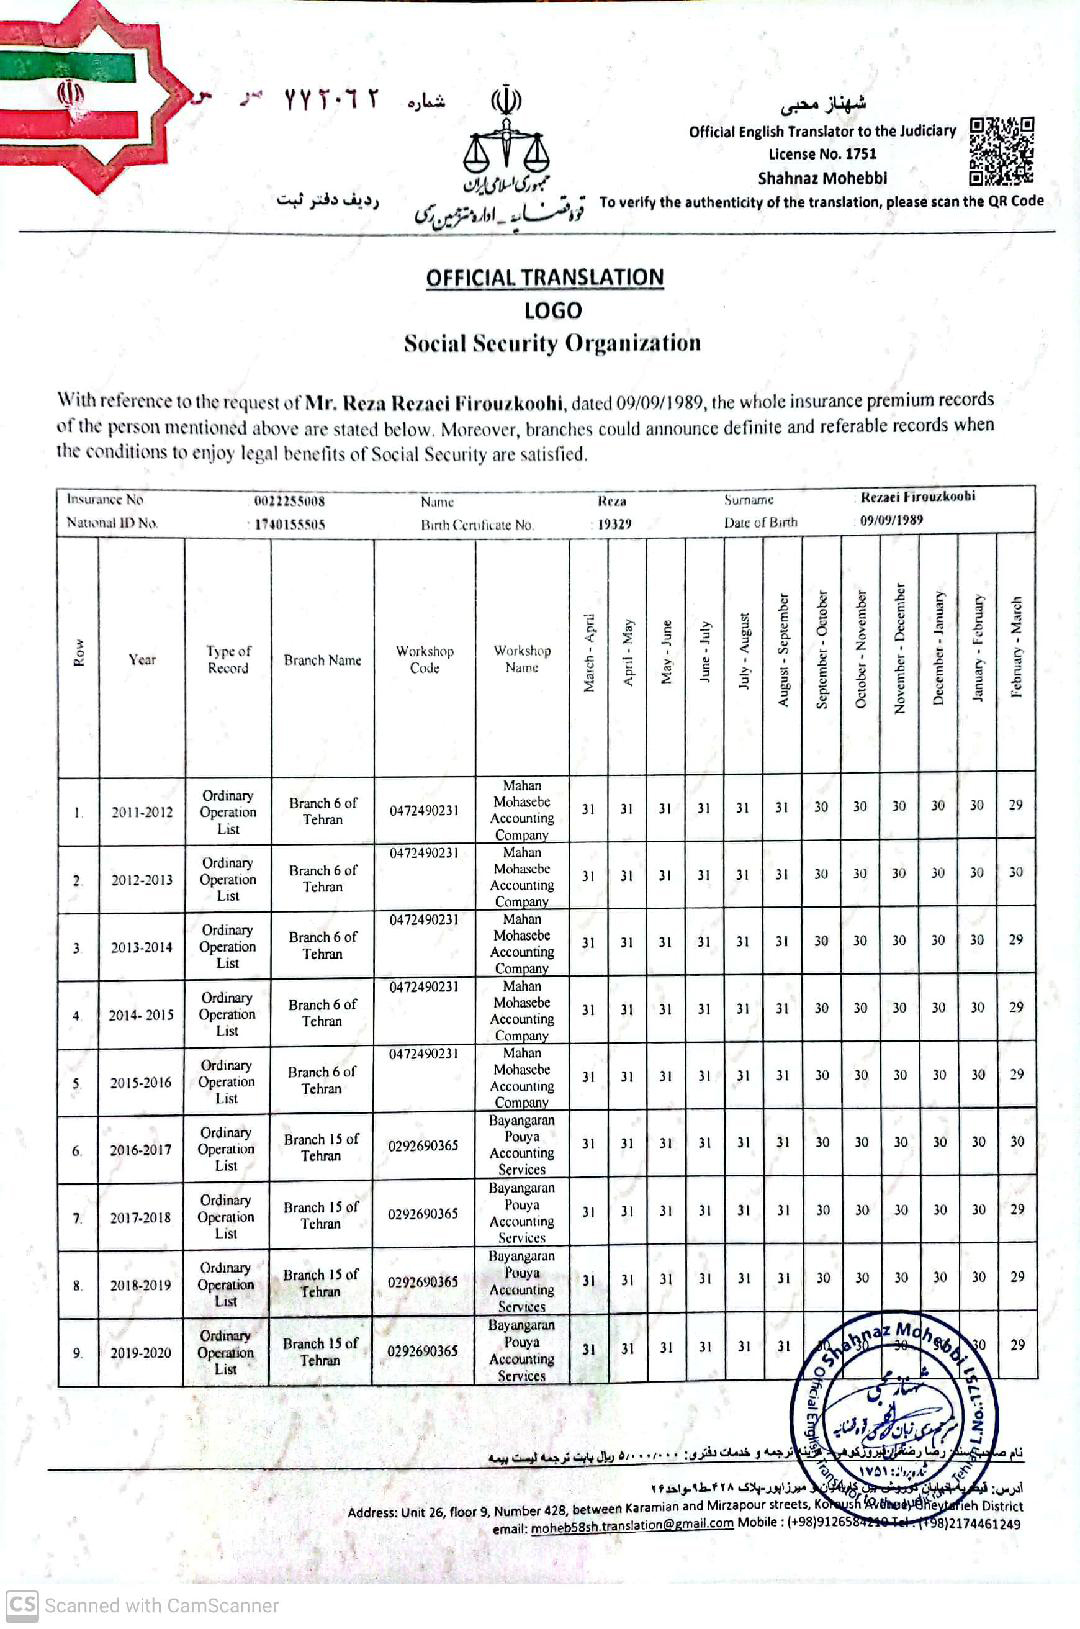 شماره ۷۷۲۰۶۲
ردیف دفتر ثبت
جمهوری اسلامی ایران
قوه قضاییه - اداره مترجمین رسمی
شهناز محبی
Official English Translator to the Judiciary
License No. 1751
Shahnaz Mohebbi
To verify the authenticity of the translation, please scan the QR Code
OFFICIAL TRANSLATION
LOGO
Social Security Organization
With reference to the request of Mr. Reza Rezaei Firouzkoohi, dated 09/09/1989, the whole insurance premium records
of the person mentioned above are stated below. Moreover, branches could announce definite and referable records when
the conditions to enjoy legal benefits of Social Security are satisfied.
Insurance No 0022255008 Name Reza Surname : Rezaei Firouzkoohi
National ID No. : 1740155505 Birth Certificate No. : 19329 Date of Birth 09/09/1989
Row Year Type of Record Branch Name Workshop Code Workshop Name March - April April - May May - June June - July July - August August - September September - October October - November November - December December - January January - February February - March
1. 2011-2012 Ordinary Operation List Branch 6 of Tehran 0472490231 Mahan Mohasebe Accounting Company 31 31 31 31 31 31 30 30 30 30 30 29
2. 2012-2013 Ordinary Operation List Branch 6 of Tehran 0472490231 Mahan Mohasebe Accounting Company 31 31 31 31 31 31 30 30 30 30 30 30
3. 2013-2014 Ordinary Operation List Branch 6 of Tehran 0472490231 Mahan Mohasebe Accounting Company 31 31 31 31 31 31 30 30 30 30 30 29
4. 2014- 2015 Ordinary Operation List Branch 6 of Tehran 0472490231 Mahan Mohasebe Accounting Company 31 31 31 31 31 31 30 30 30 30 30 29
5. 2015-2016 Ordinary Operation List Branch 6 of Tehran 0472490231 Mahan Mohasebe Accounting Company 31 31 31 31 31 31 30 30 30 30 30 29
6. 2016-2017 Ordinary Operation List Branch 15 of Tehran 0292690365 Bayangaran Pouya Accounting Services 31 31 31 31 31 31 30 30 30 30 30 30
7. 2017-2018 Ordinary Operation List Branch 15 of Tehran 0292690365 Bayangaran Pouya Accounting Services 31 31 31 31 31 31 30 30 30 30 30 29
8. 2018-2019 Ordinary Operation List Branch 15 of Tehran 0292690365 Bayangaran Pouya Accounting Services 31 31 31 31 31 31 30 30 30 30 30 29
9. 2019-2020 Ordinary Operation List Branch 15 of Tehran 0292690365 Bayangaran Pouya Accounting Services 31 31 31 31 31 31 30 30 30 30 30 29
Shahnaz Mohebbi L.No.:1751
Official English Translator to the Judiciary Tehran
شهناز محبی
۱۷۵۱
نام صاحب سند: رضا رضائی فیروزکوهی ترجمه و خدمات دفتری: ۵/۰۰۰/۰۰۰ ریال بابت ترجمه لیست بیمه
میرزاپور-پلاک ۴۲۸-ط۹-واحد۲۶
Address: Unit 26, floor 9, Number 428, between Karamian and Mirzapour streets, Koroush Avenue, Gheytarieh District
email: moheb58sh.translation@gmail.com Mobile : (+98)9126584210 Tel : (+98)2174461249
CS Scanned with CamScanner